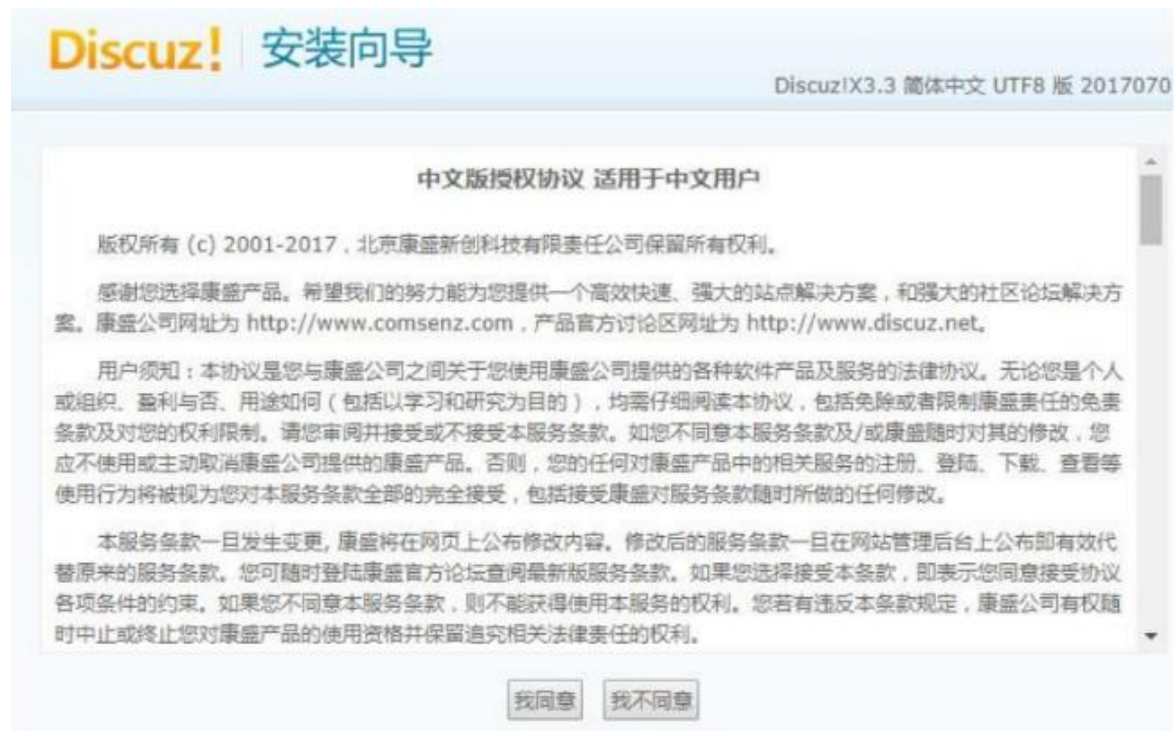 Discuz! 安装向导
Discuz!X3.3 简体中文 UTF8 版 2017070
中文版授权协议 适用于中文用户
版权所有 (c) 2001-2017，北京康盛新创科技有限责任公司保留所有权利。
感谢您选择康盛产品。希望我们的努力能为您提供一个高效快速、强大的站点解决方案，和强大的社区论坛解决方
案。康盛公司网址为 http://www.comsenz.com，产品官方讨论区网址为 http://www.discuz.net。
用户须知：本协议是您与康盛公司之间关于您使用康盛公司提供的各种软件产品及服务的法律协议。无论您是个人
或组织、盈利与否、用途如何（包括以学习和研究为目的），均需仔细阅读本协议，包括免除或者限制康盛责任的免责
条款及对您的权利限制。请您审阅并接受或不接受本服务条款。如您不同意本服务条款及/或康盛随时对其的修改，您
应不使用或主动取消康盛公司提供的康盛产品。否则，您的任何对康盛产品中的相关服务的注册、登陆、下载、查看等
使用行为将被视为您对本服务条款全部的完全接受，包括接受康盛对服务条款随时所做的任何修改。
本服务条款一旦发生变更, 康盛将在网页上公布修改内容。修改后的服务条款一旦在网站管理后台上公布即有效代
替原来的服务条款。您可随时登陆康盛官方论坛查阅最新版服务条款。如果您选择接受本条款，即表示您同意接受协议
各项条件的约束。如果您不同意本服务条款，则不能获得使用本服务的权利。您若有违反本条款规定，康盛公司有权随
时中止或终止您对康盛产品的使用资格并保留追究相关法律责任的权利。
我同意 我不同意